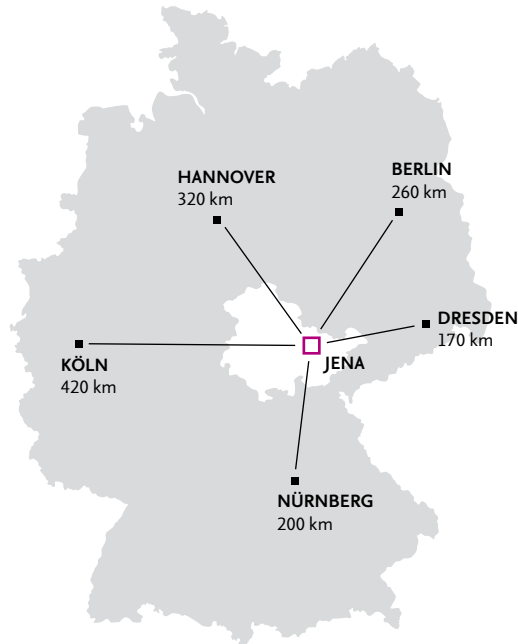 HANNOVER
320 km
BERLIN
260 km
DRESDEN
170 km
KÖLN
420 km
JENA
NÜRNBERG
200 km